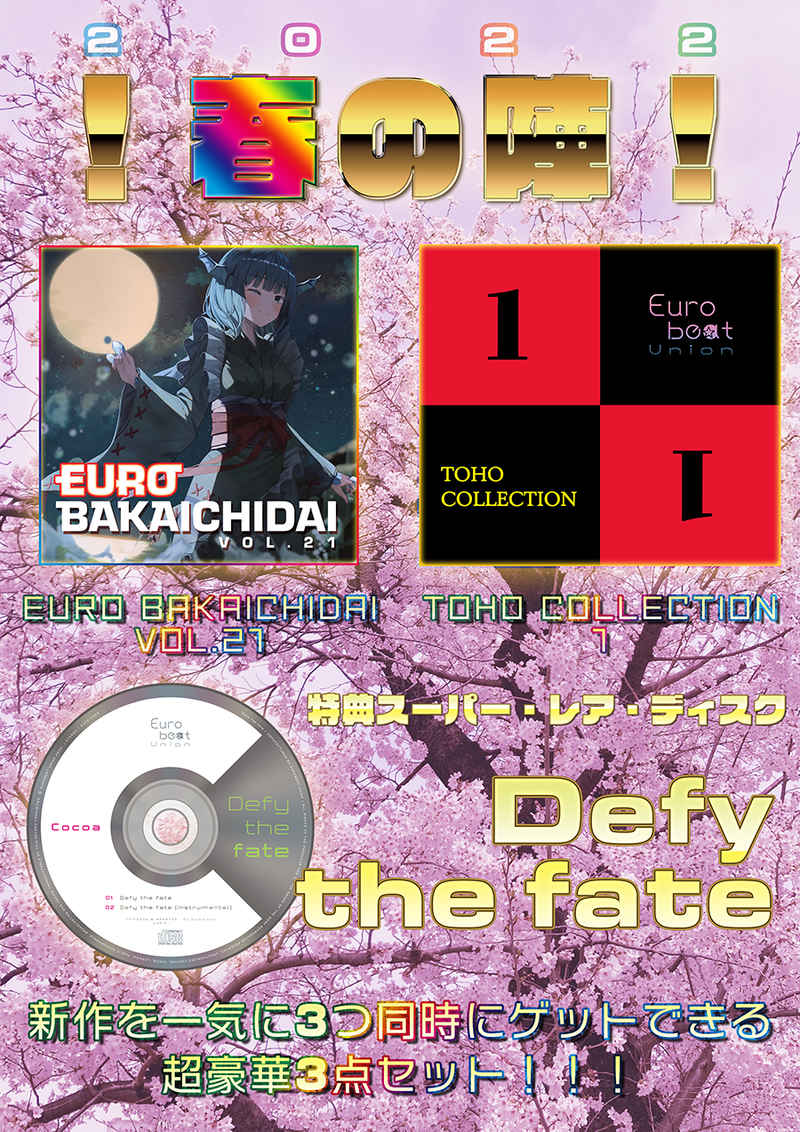 2 0 2 2
！春の陣！
1
Euro
beat
Union
EURO
BAKAICHIDAI
VOL.21
TOHO
COLLECTION
1
EURO BAKAICHIDAI
VOL.21
TOHO COLLECTION
1
特典スーパー・レア・ディスク
Euro
beat
Union
Cocoa
Defy
the
fate
01 Defy the fate
02 Defy the fate (Instrumental)
Defy
the fate
新作を一気に3つ同時にゲットできる
超豪華3点セット！！！